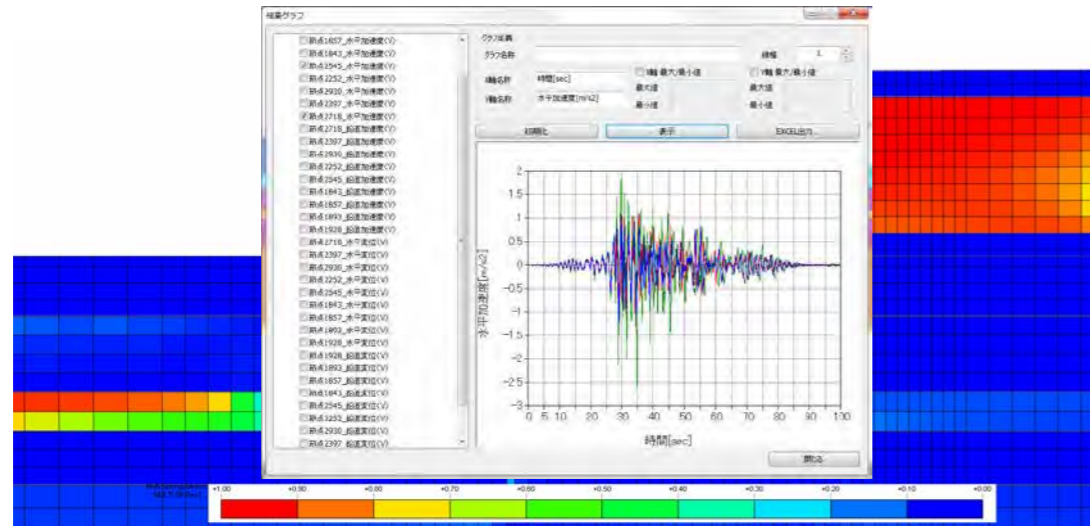 結果グラフ
節点1857_水平加速度(V)
節点1843_水平加速度(V)
節点2545_水平加速度(V)
節点2252_水平加速度(V)
節点2930_水平加速度(V)
節点2397_水平加速度(V)
節点2718_水平加速度(V)
節点2718_鉛直加速度(V)
節点2397_鉛直加速度(V)
節点2930_鉛直加速度(V)
節点2252_鉛直加速度(V)
節点2545_鉛直加速度(V)
節点1843_鉛直加速度(V)
節点1857_鉛直加速度(V)
節点1893_鉛直加速度(V)
節点1928_鉛直加速度(V)
節点2718_水平変位(V)
節点2397_水平変位(V)
節点2930_水平変位(V)
節点2252_水平変位(V)
節点2545_水平変位(V)
節点1843_水平変位(V)
節点1857_水平変位(V)
節点1893_水平変位(V)
節点1928_水平変位(V)
節点1928_鉛直変位(V)
節点1893_鉛直変位(V)
節点1857_鉛直変位(V)
節点1843_鉛直変位(V)
節点2545_鉛直変位(V)
節点2252_鉛直変位(V)
節点2930_鉛直変位(V)
節点2397_鉛直変位(V)
グラフ定義
グラフ名称
線幅 1
X軸名称 時間[sec]
Y軸名称 水平加速度[m/s2]
X軸 最大/最小値
最大値
最小値
Y軸 最大/最小値
最大値
最小値
初期化 表示 EXCEL出力
2
1.5
1
0.5
0
-0.5
-1
-1.5
-2
-2.5
-3
水平加速度[m/s2]
0 5 10 20 30 40 50 60 70 80 90 100
時間[sec]
閉じる
+1.00 +0.90 +0.80 +0.70 +0.60 +0.50 +0.40 +0.30 +0.20 +0.10 +0.00